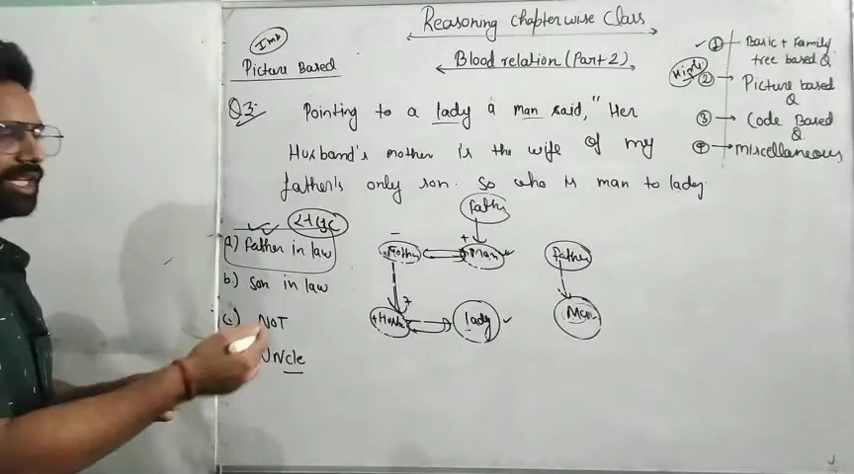 Reasoning chapterwise Class
Imp
Picture Based
Blood relation (Part 2)
① Basic + Family
tree based Q
② → Picture based
Q
③ → Code Based
Q
④ → miscellaneous
Q3- Pointing to a lady a man said, "Her
Husband's mother is the wife of my
father's only son. So who is man to lady
a) Father in law
b.) Son in law
(c) NOT
Uncle
fath
-
+
Moth
Man
+
+Husb
lady
father
Man